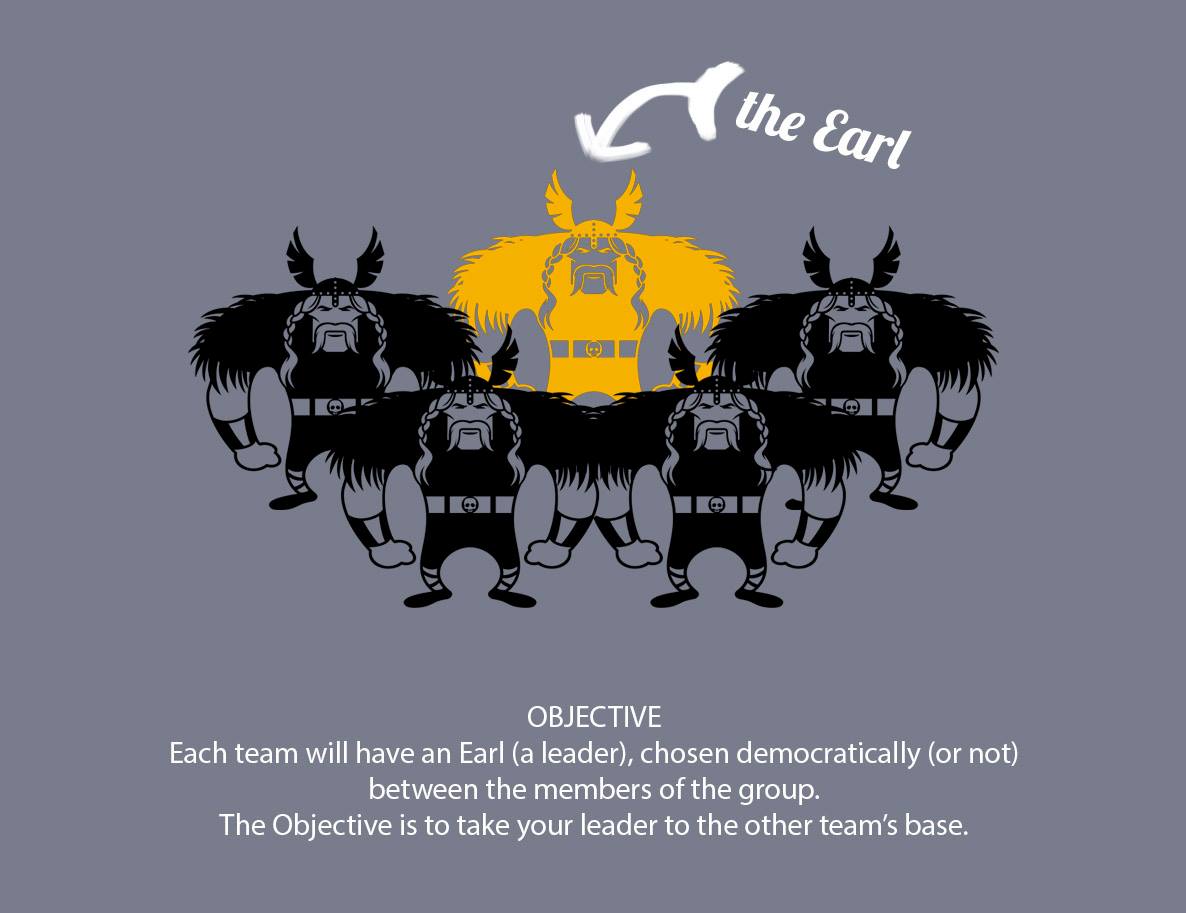 the Earl
OBJECTIVE
Each team will have an Earl (a leader), chosen democratically (or not)
between the members of the group.
The Objective is to take your leader to the other team’s base.